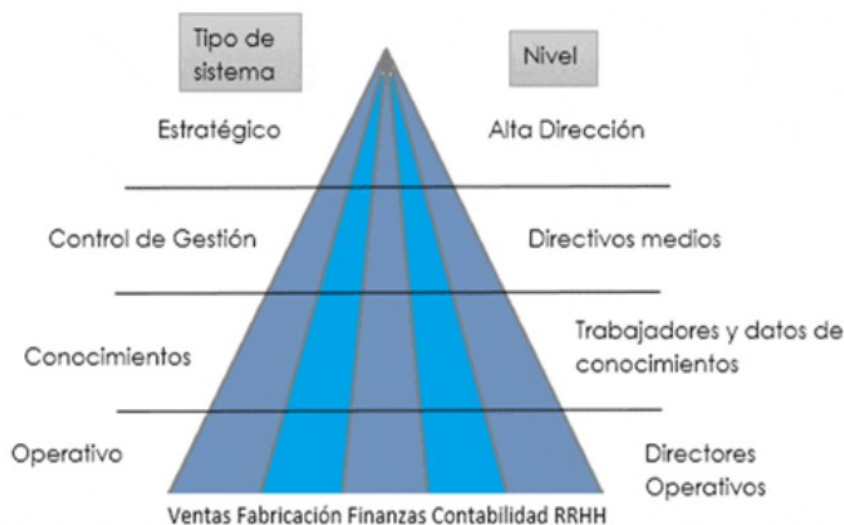 Tipo de
sistema
Nivel
Estratégico
Alta Dirección
Control de Gestión
Directivos medios
Conocimientos
Trabajadores y datos de
conocimientos
Operativo
Directores
Operativos
Ventas Fabricación Finanzas Contabilidad RRHH